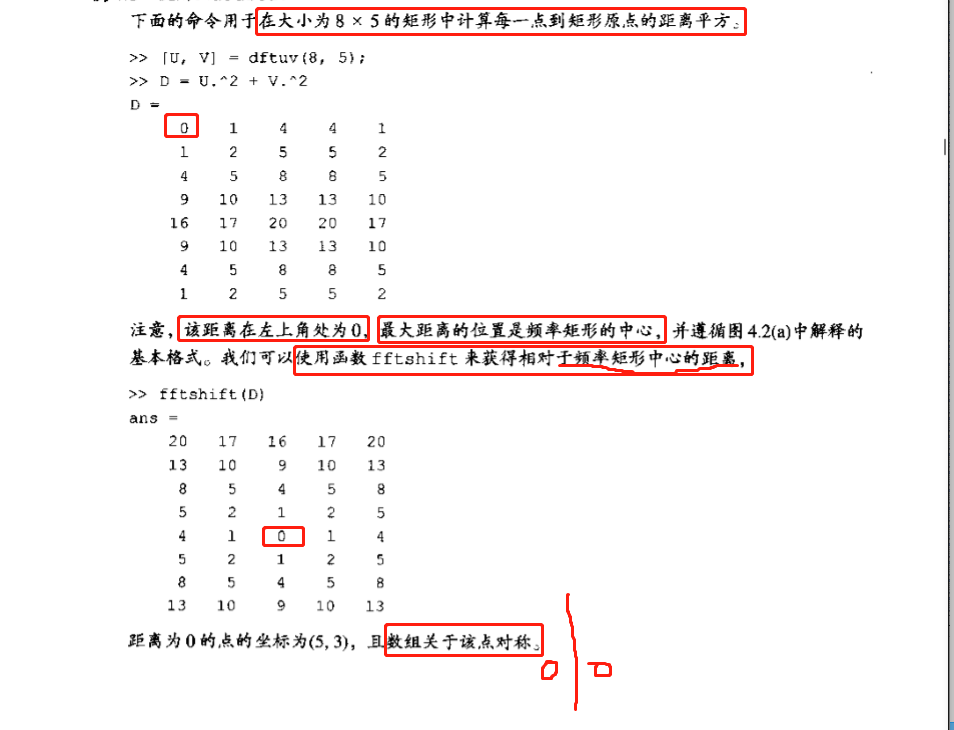 下面的命令用于在大小为 8 × 5 的矩形中计算每一点到矩形原点的距离平方。
>> [U, V] = dftuv(8, 5);
>> D = U.^2 + V.^2
D =
0 1 4 4 1
1 2 5 5 2
4 5 8 8 5
9 10 13 13 10
16 17 20 20 17
9 10 13 13 10
4 5 8 8 5
1 2 5 5 2
注意，该距离在左上角处为 0，最大距离的位置是频率矩形的中心，并遵循图 4.2(a)中解释的
基本格式。我们可以使用函数 fftshift 来获得相对于频率矩形中心的距离，
>> fftshift(D)
ans =
20 17 16 17 20
13 10 9 10 13
8 5 4 5 8
5 2 1 2 5
4 1 0 1 4
5 2 1 2 5
8 5 4 5 8
13 10 9 10 13
距离为 0 的点的坐标为(5, 3)，且数组关于该点对称。